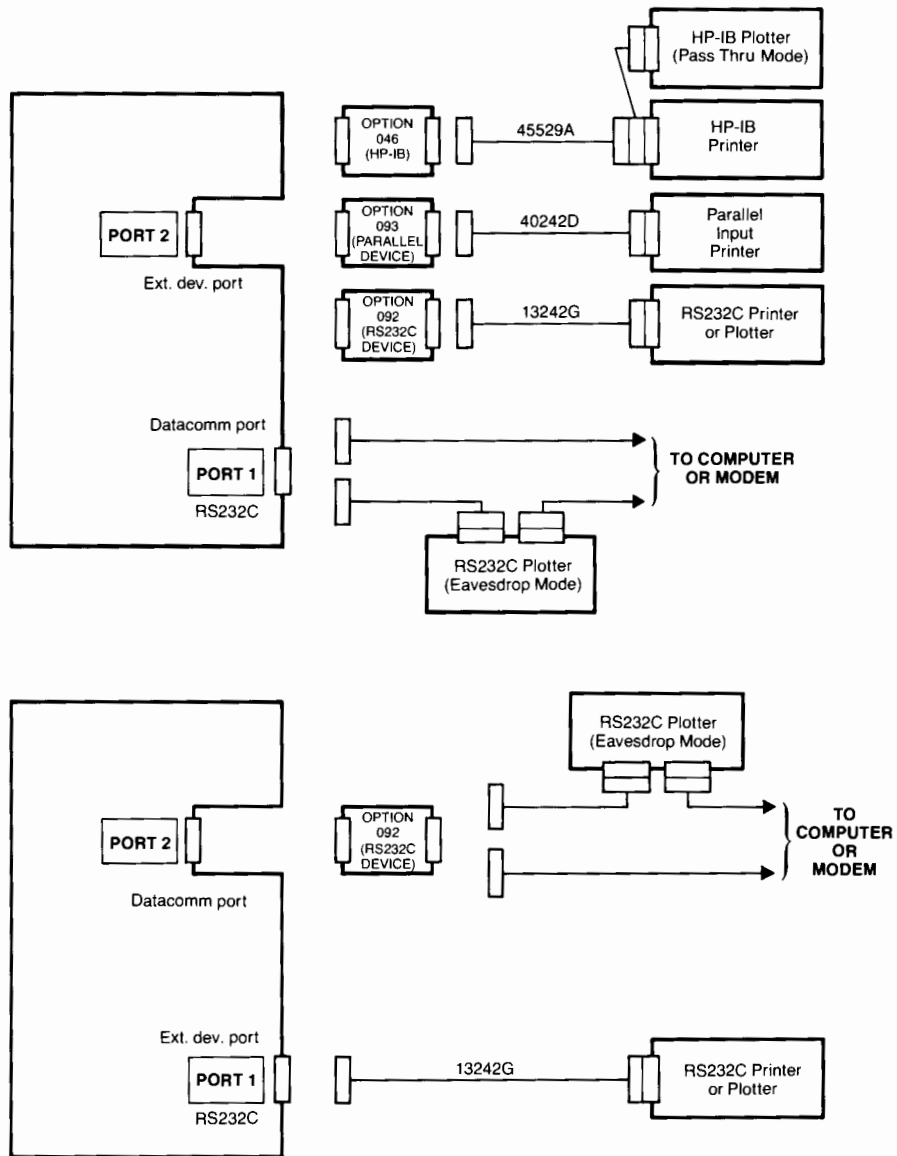 HP-IB Plotter
(Pass Thru Mode)
OPTION
046
(HP-IB)
45529A
HP-IB
Printer
PORT 2
Ext. dev. port
OPTION
093
(PARALLEL
DEVICE)
40242D
Parallel
Input
Printer
OPTION
092
(RS232C
DEVICE)
13242G
RS232C Printer
or Plotter
Datacomm port
PORT 1
RS232C
TO COMPUTER
OR MODEM
RS232C Plotter
(Eavesdrop Mode)
RS232C Plotter
(Eavesdrop Mode)
PORT 2
Datacomm port
OPTION
092
(RS232C
DEVICE)
TO
COMPUTER
OR
MODEM
Ext. dev. port
PORT 1
RS232C
13242G
RS232C Printer
or Plotter